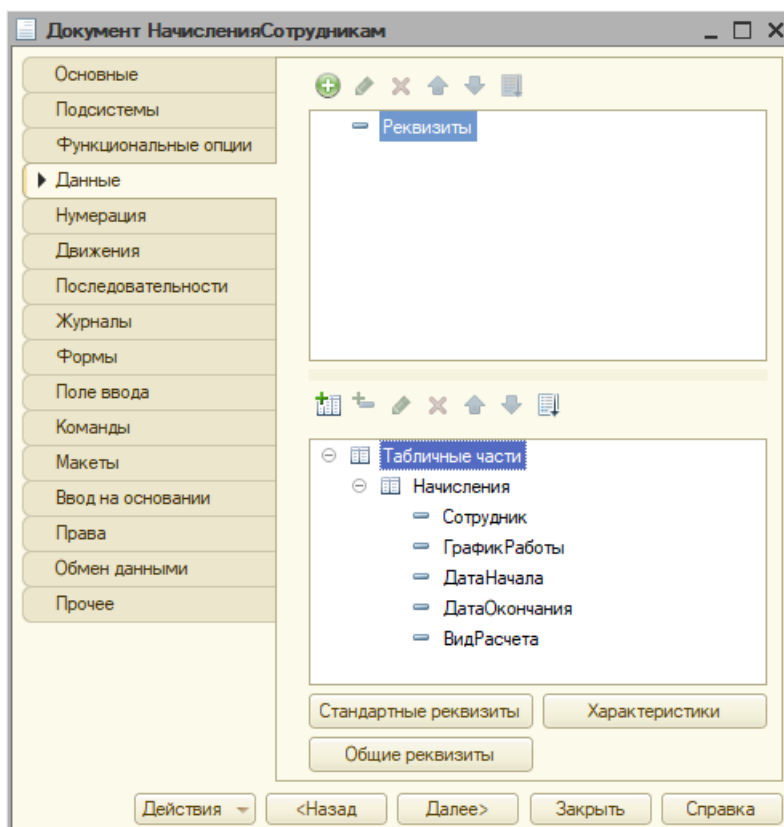 Документ НачисленияСотрудникам
Основные
Подсистемы
Функциональные опции
Данные
Нумерация
Движения
Последовательности
Журналы
Формы
Поле ввода
Команды
Макеты
Ввод на основании
Права
Обмен данными
Прочее
Реквизиты
Табличные части
Начисления
Сотрудник
ГрафикРаботы
ДатаНачала
ДатаОкончания
ВидРасчета
Стандартные реквизиты Характеристики
Общие реквизиты
Действия <Назад Далее> Закрыть Справка